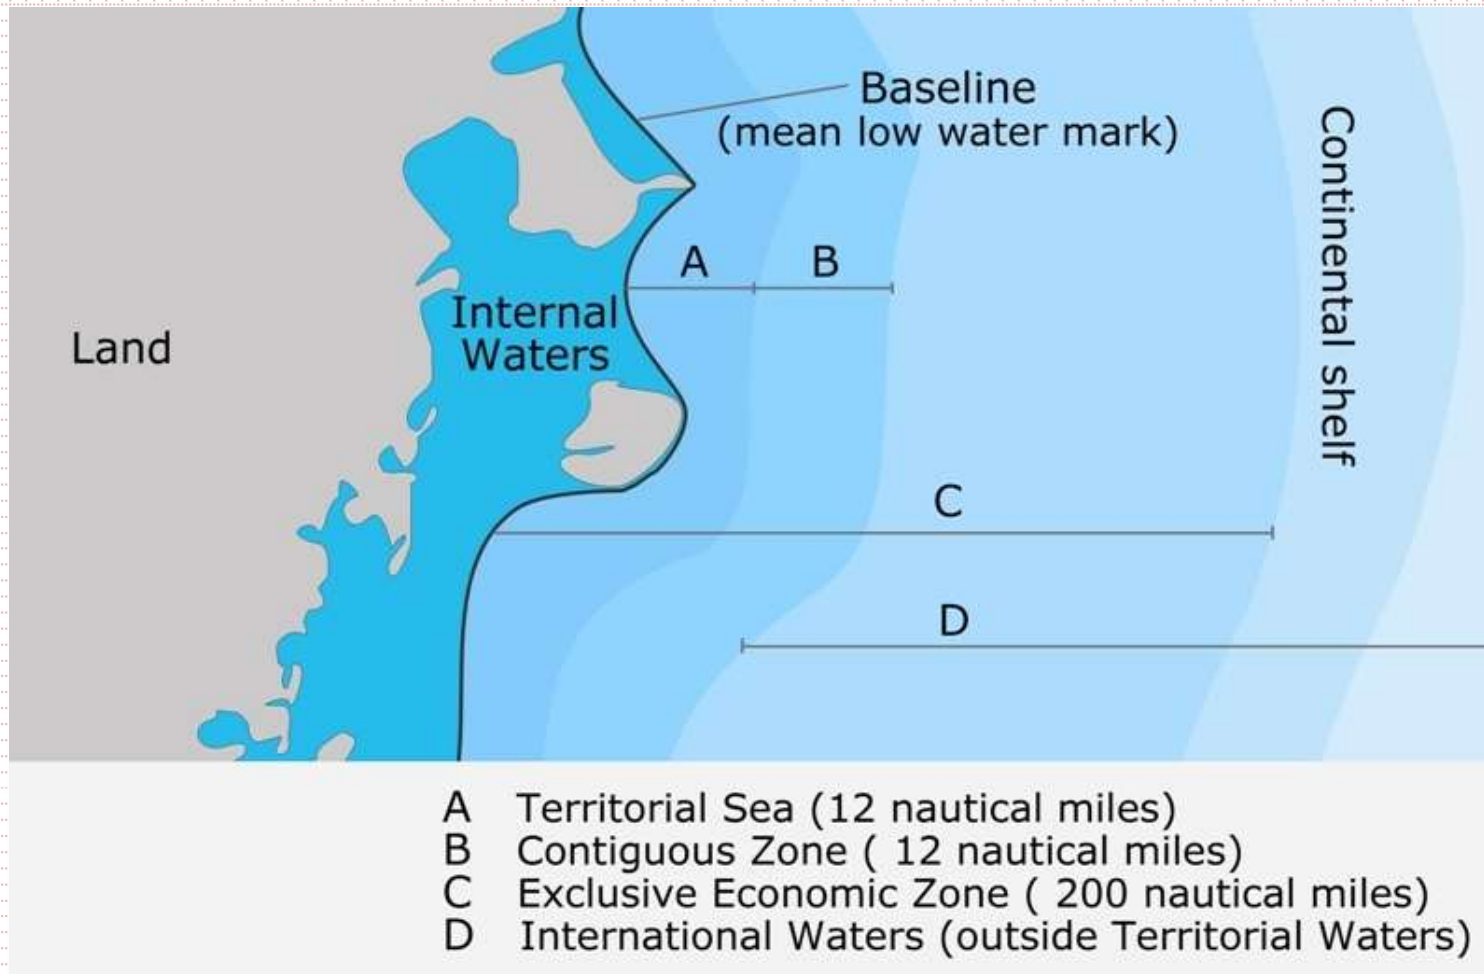 Baseline
(mean low water mark)
Continental shelf
A
B
Internal
Waters
Land
C
D
A Territorial Sea (12 nautical miles)
B Contiguous Zone ( 12 nautical miles)
C Exclusive Economic Zone ( 200 nautical miles)
D International Waters (outside Territorial Waters)